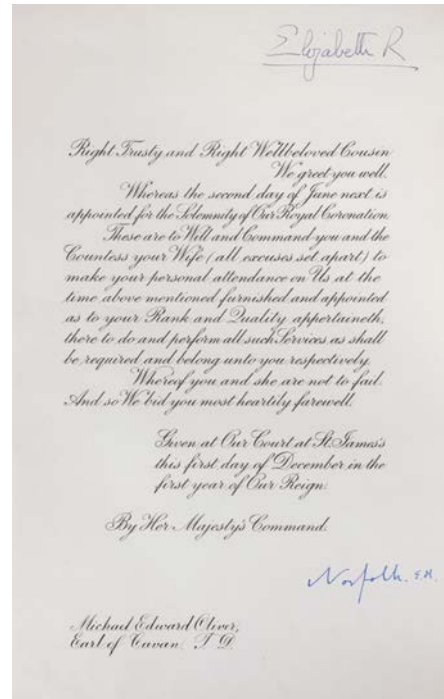 Elizabeth R
Right Trusty and Right Wellbeloved Cousin
We greet you well.
Whereas the second day of June next is
appointed for the Solemnity of Our Royal Coronation.
These are to Will and Command you and the
Countess your Wife (all excuses set apart) to
make your personal attendance on Us at the
time above mentioned furnished and appointed
as to your Rank and Quality appertaineth,
there to do and perform all such Services as shall
be required and belong unto you respectively.
Whereof you and she are not to fail.
And so We bid you most heartily farewell.
Given at Our Court at St. James's
this first day of December in the
first year of Our Reign.
By Her Majesty's Command.
Norfolk. E.M.
Michael Edward Oliver,
Earl of Cavan. T. D.